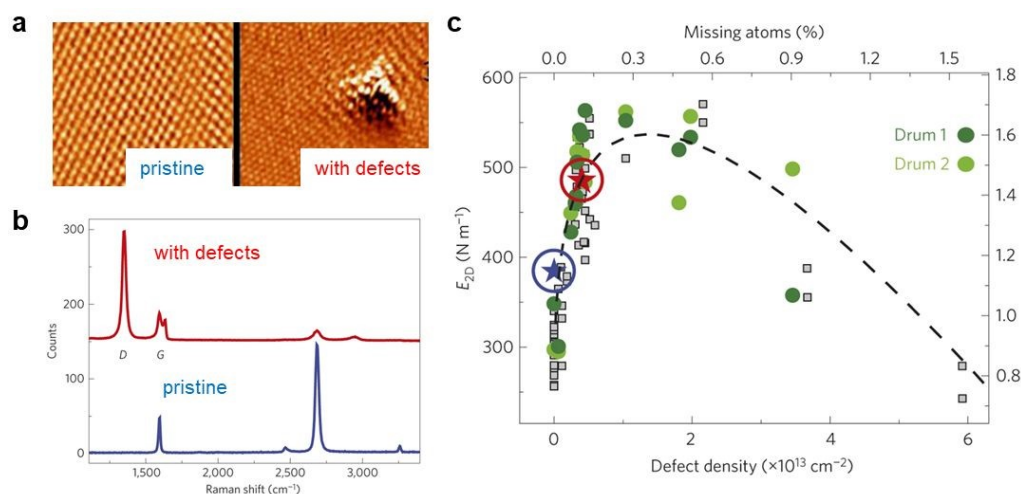 a
pristine
with defects
b
300
200
100
0
Counts
with defects
D
G
pristine
1,500
2,000
2,500
3,000
Raman shift (cm⁻¹)
c
Missing atoms (%)
0.0
0.3
0.6
0.9
1.2
1.5
600
500
400
300
E2D (N m⁻¹)
Drum 1
Drum 2
1.8
1.6
1.4
1.2
1.0
0.8
0
2
4
6
Defect density (×10¹³ cm⁻²)